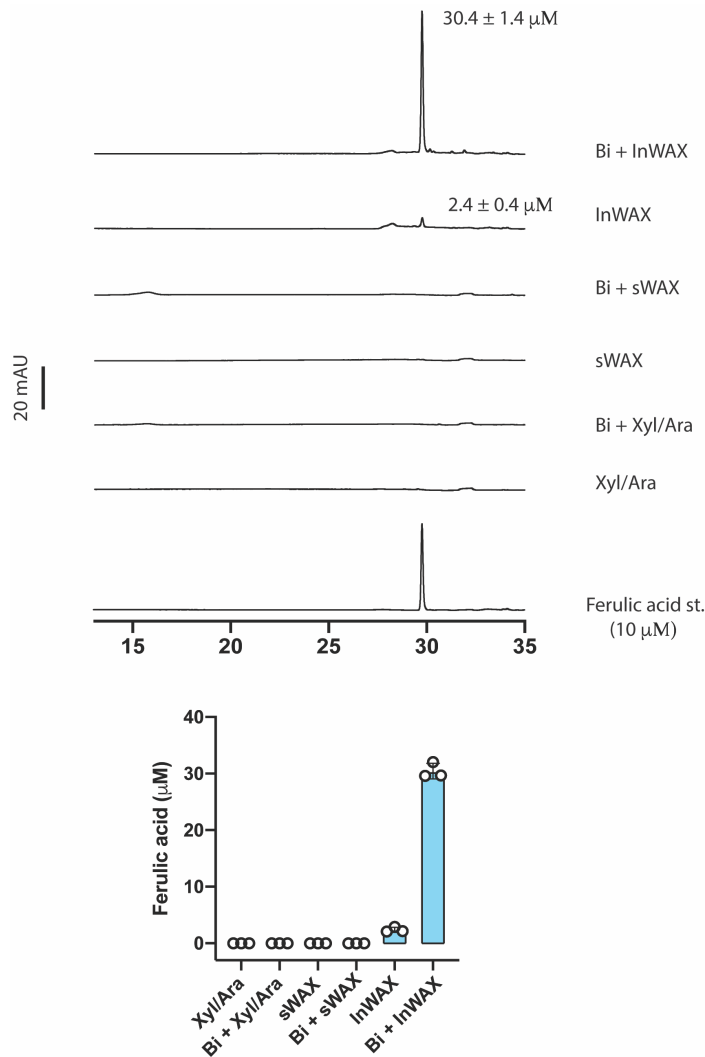 30.4 ± 1.4 μM
Bi + InWAX
2.4 ± 0.4 μM
InWAX
Bi + sWAX
20 mAU
sWAX
Bi + Xyl/Ara
Xyl/Ara
Ferulic acid st.
(10 μM)
15 20 25 30 35
Ferulic acid (μM)
40
30
20
10
0
Xyl/Ara
Bi + Xyl/Ara
sWAX
Bi + sWAX
InWAX
Bi + InWAX